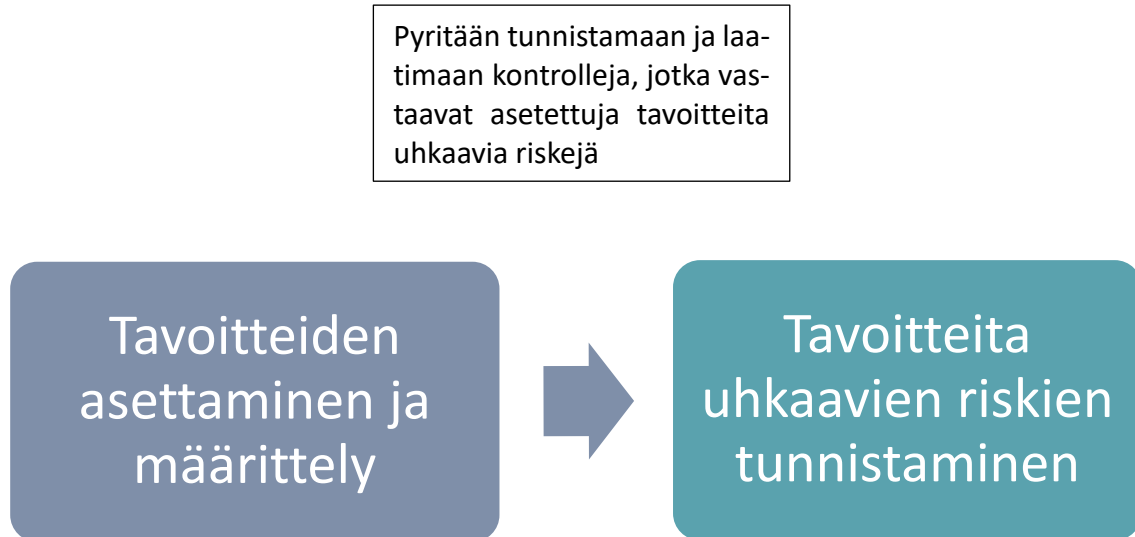 Pyritään tunnistamaan ja laa-
timaan kontrolleja, jotka vas-
taavat asetettuja tavoitteita
uhkaavia riskejä
Tavoitteiden
asettaminen ja
määrittely
Tavoitteita
uhkaavien riskien
tunnistaminen